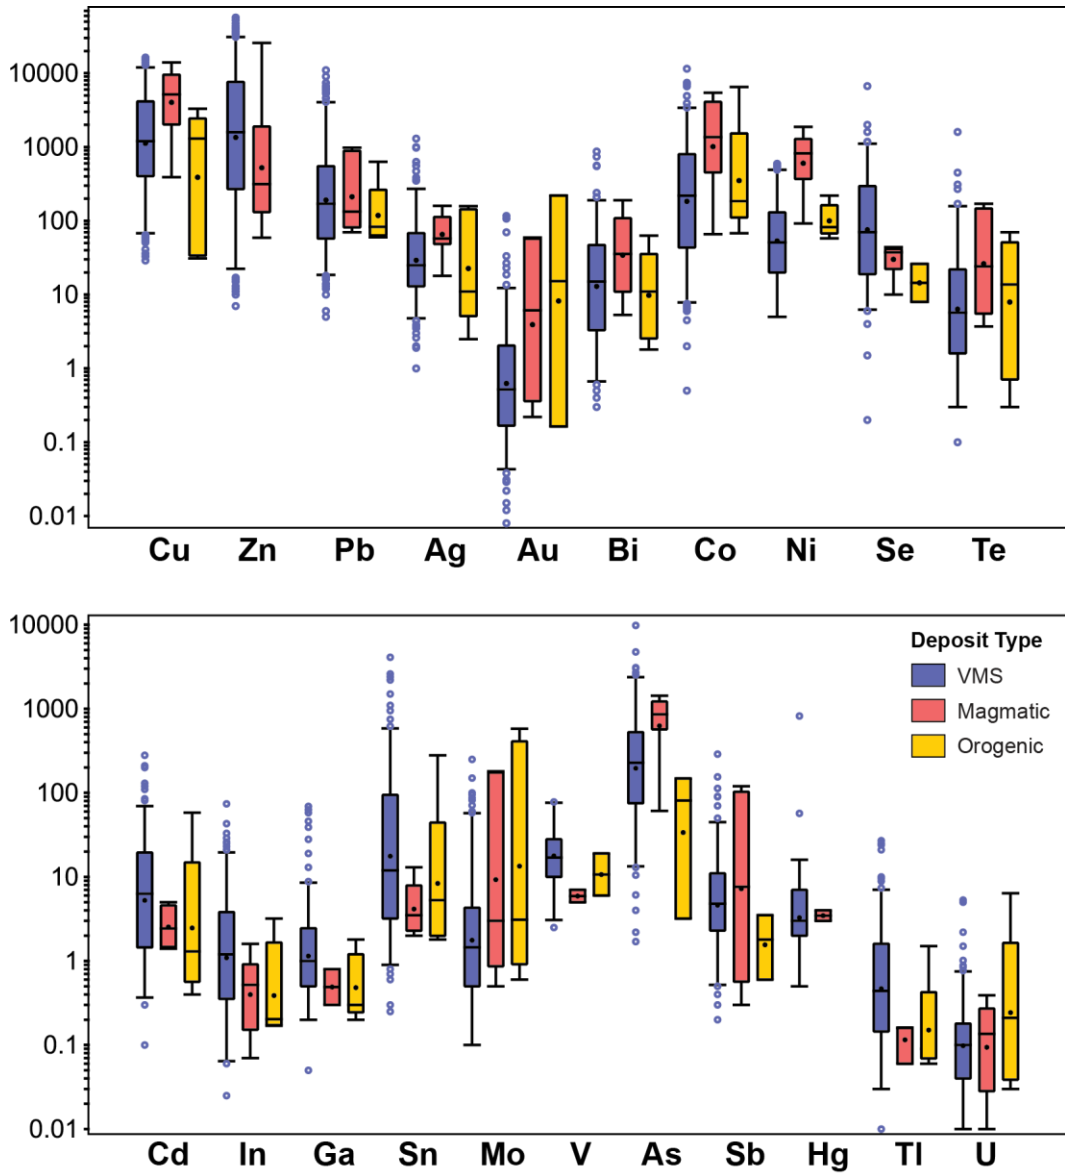 10000
1000
100
10
1
0.1
0.01
Cu Zn Pb Ag Au Bi Co Ni Se Te
10000
1000
100
10
1
0.1
0.01
Deposit Type
VMS
Magmatic
Orogenic
Cd In Ga Sn Mo V As Sb Hg Tl U